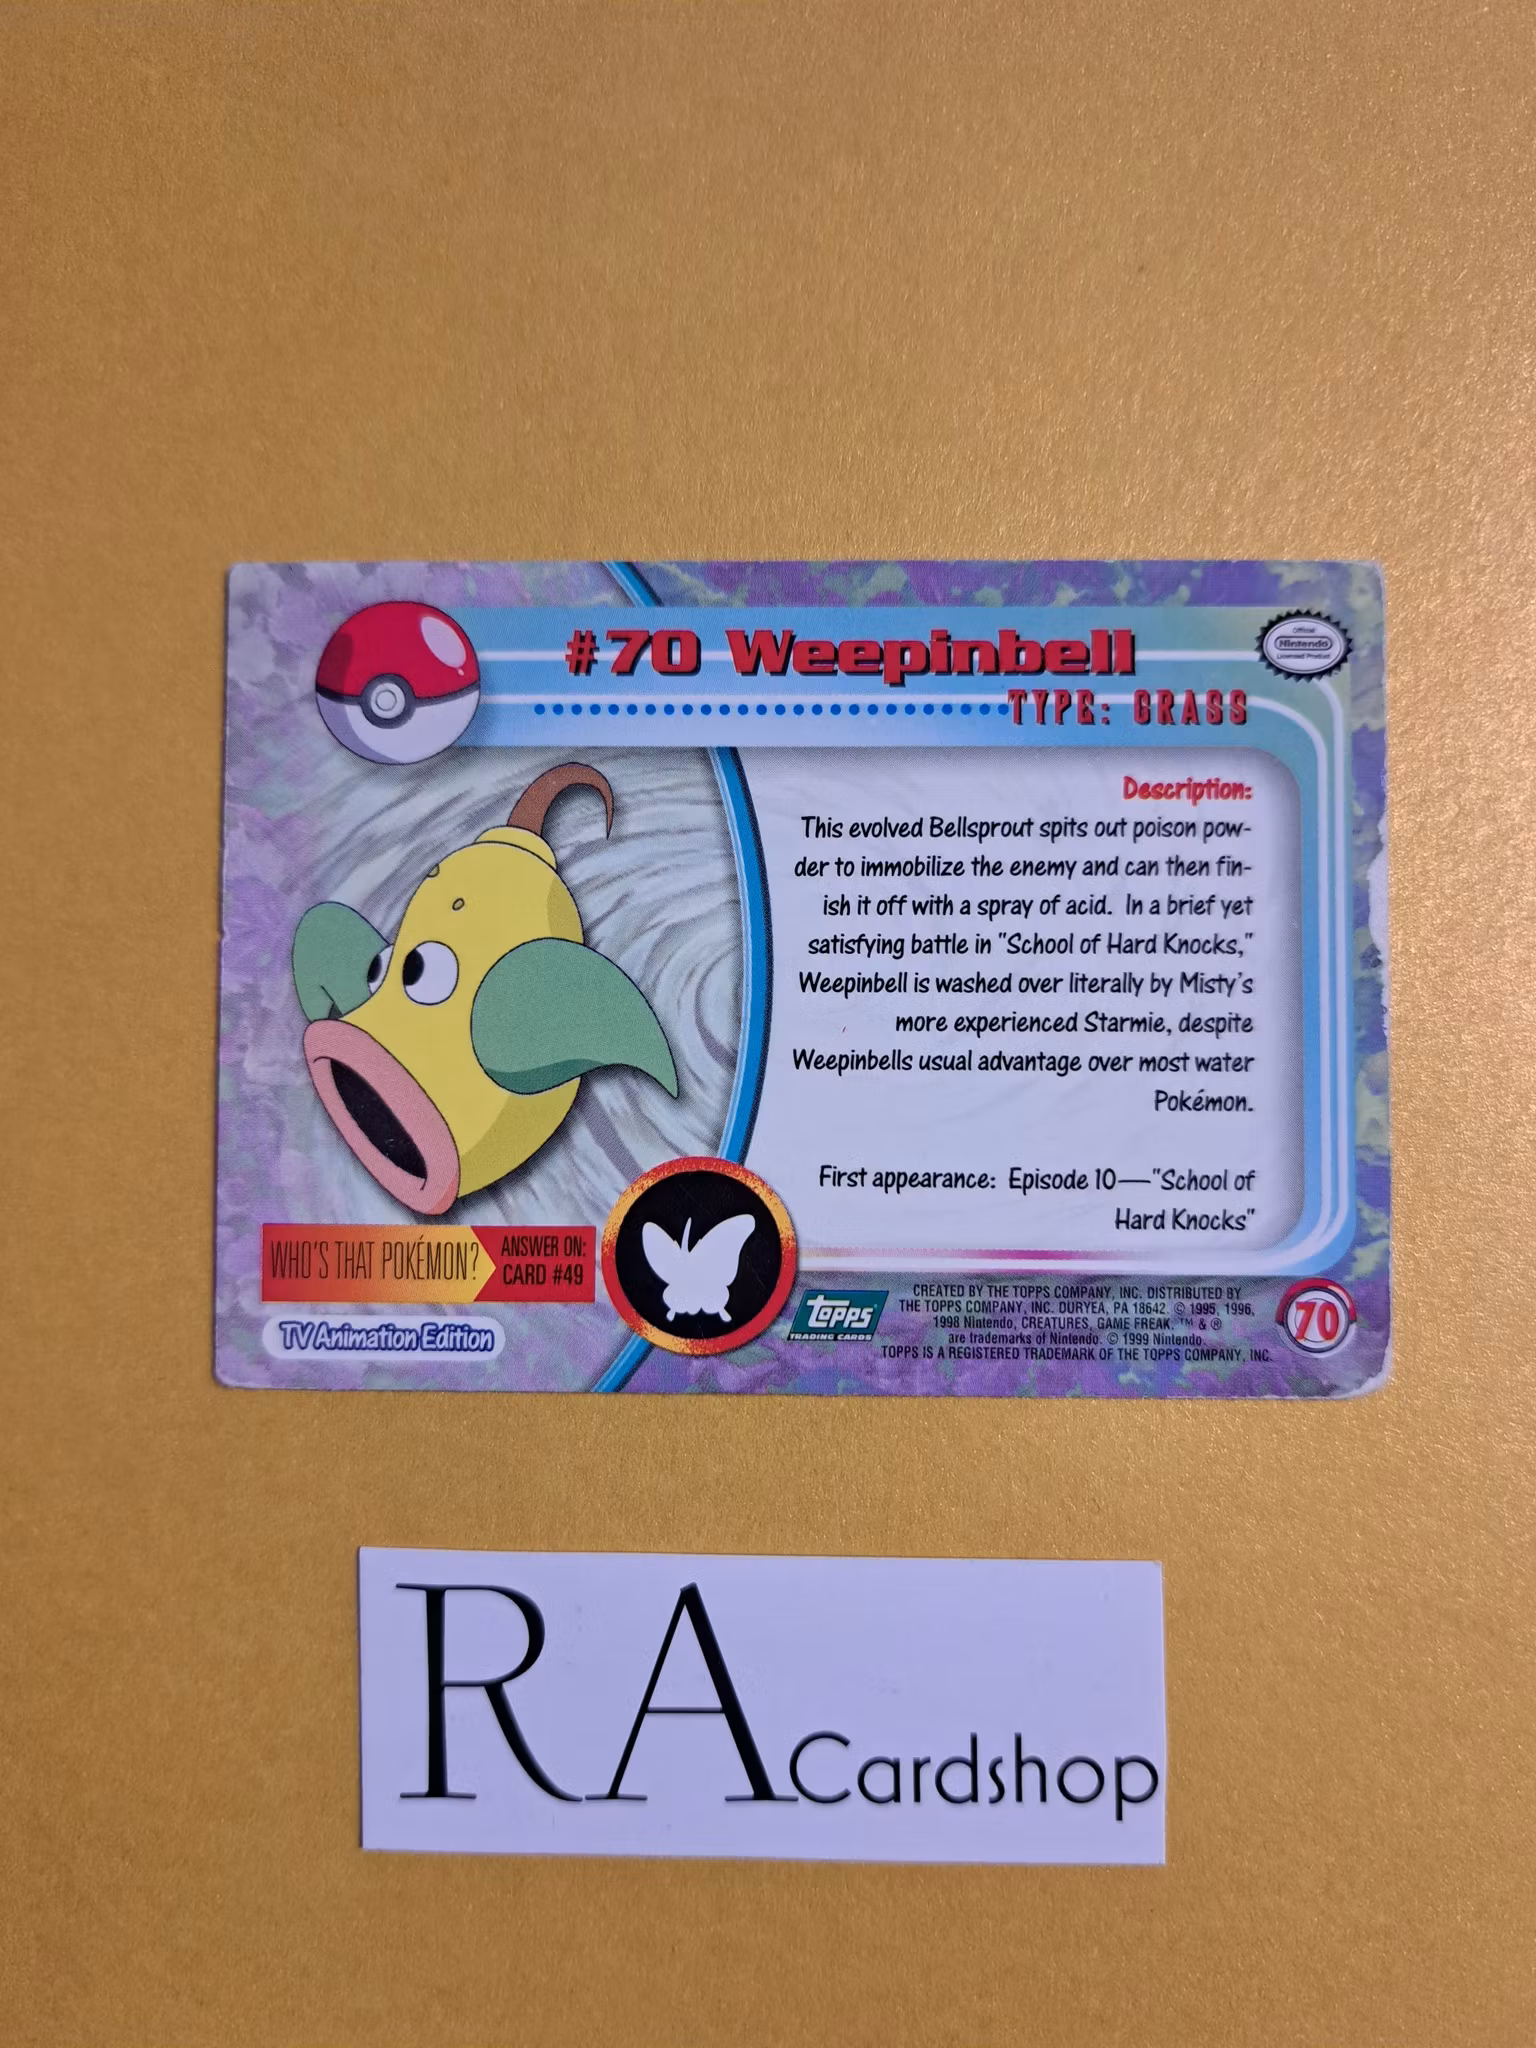 #70 Weepinbell
Official
Nintendo
Licensed Product
TYPE: GRASS
Description:
This evolved Bellsprout spits out poison pow-
der to immobilize the enemy and can then fin-
ish it off with a spray of acid. In a brief yet
satisfying battle in "School of Hard Knocks,"
Weepinbell is washed over literally by Misty's
more experienced Starmie, despite
Weepinbells usual advantage over most water
Pokémon.
First appearance: Episode 10—"School of
Hard Knocks"
WHO'S THAT POKÉMON?
ANSWER ON:
CARD #49
TV Animation Edition
topps
TRADING CARDS
CREATED BY THE TOPPS COMPANY, INC. DISTRIBUTED BY
THE TOPPS COMPANY, INC. DURYEA, PA 18642. © 1995, 1996,
1998 Nintendo, CREATURES, GAME FREAK. ™ & ®
are trademarks of Nintendo. © 1999 Nintendo.
TOPPS IS A REGISTERED TRADEMARK OF THE TOPPS COMPANY, INC.
70
RA Cardshop